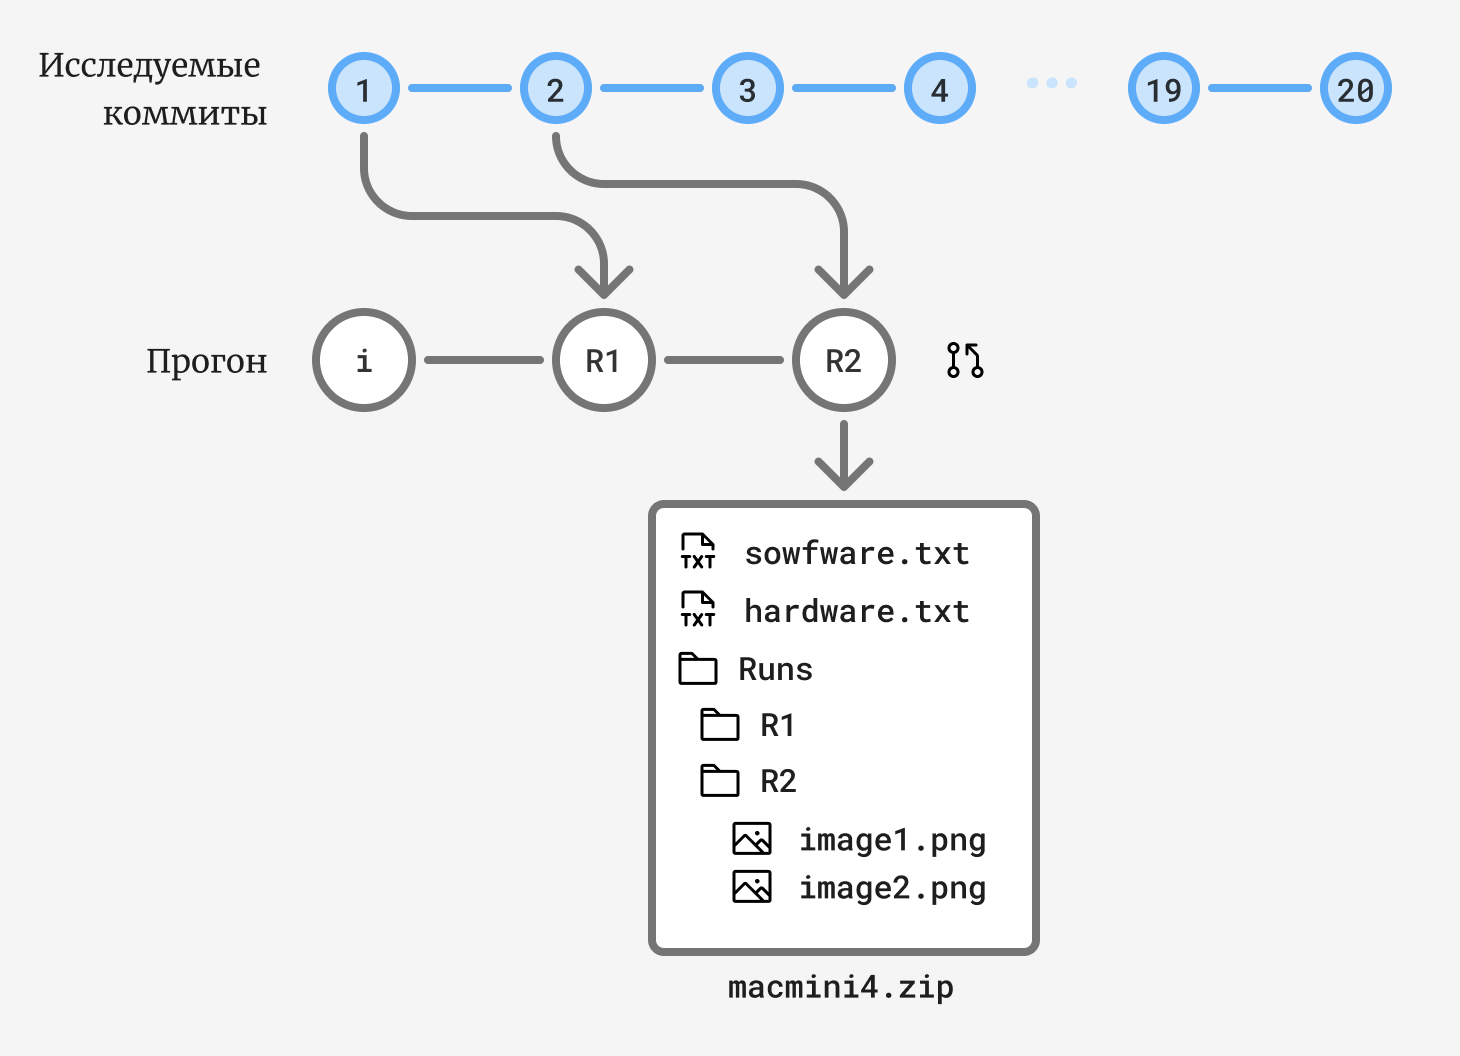 Исследуемые
коммиты
1
2
3
4
19
20
Прогон
i
R1
R2
TXT sowfware.txt
TXT hardware.txt
Runs
R1
R2
image1.png
image2.png
macmini4.zip